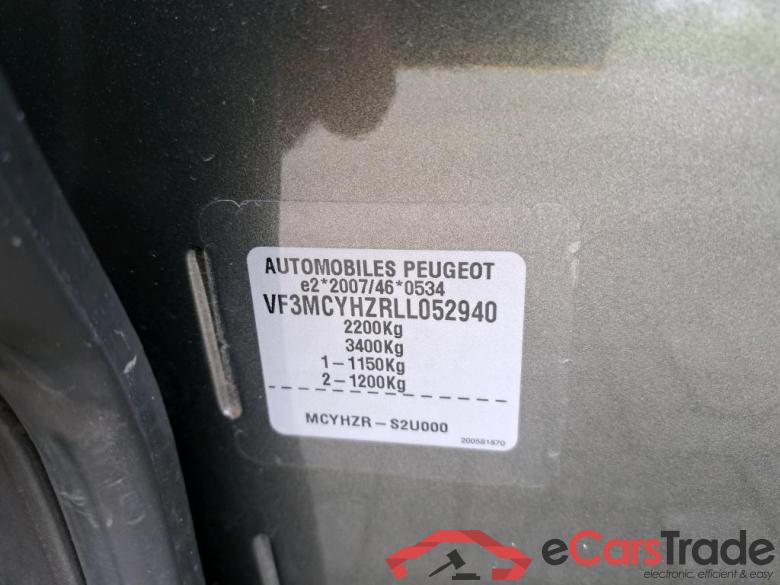 AUTOMOBILES PEUGEOT
e2*2007/46*0534
VF3MCYHZRLL052940
2200Kg
3400Kg
1-1150Kg
2-1200Kg
MCYHZR-S2U000
200581870
eCarsTrade
electronic, efficient & easy